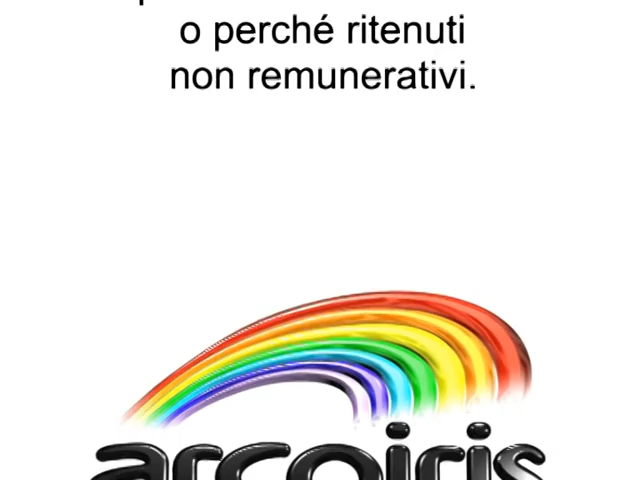 o perché ritenuti
non remunerativi.
arcoiris